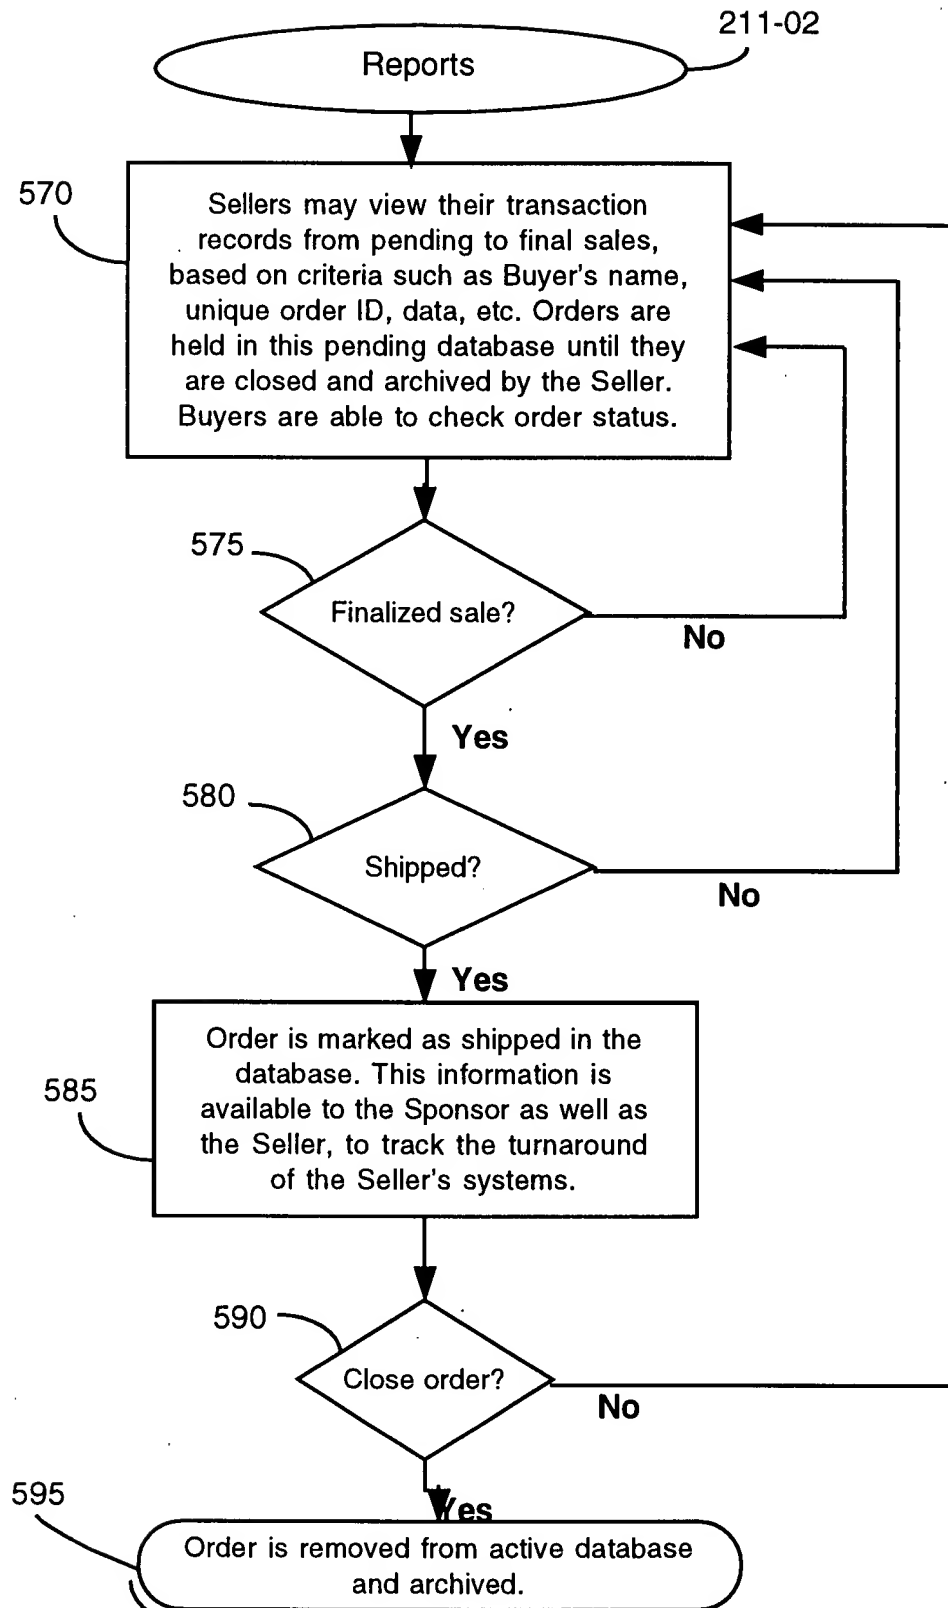 211-02
Reports
570
Sellers may view their transaction
records from pending to final sales,
based on criteria such as Buyer's name,
unique order ID, data, etc. Orders are
held in this pending database until they
are closed and archived by the Seller.
Buyers are able to check order status.
575
Finalized sale?
No
Yes
580
Shipped?
No
Yes
585
Order is marked as shipped in the
database. This information is
available to the Sponsor as well as
the Seller, to track the turnaround
of the Seller's systems.
590
Close order?
No
Yes
595
Order is removed from active database
and archived.